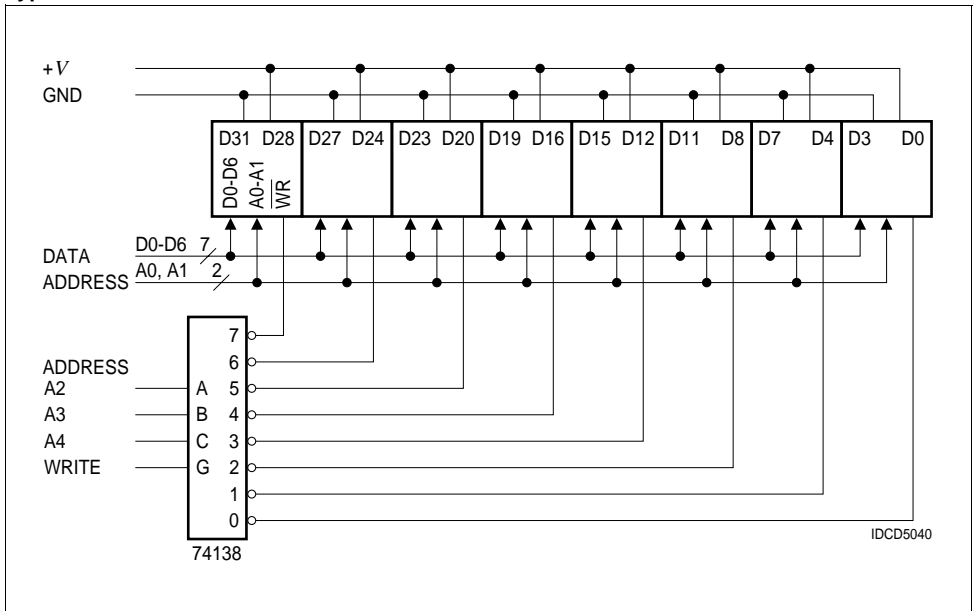 +V
GND
D31 D28 D27 D24 D23 D20 D19 D16 D15 D12 D11 D8 D7 D4 D3 D0
D0-D6
A0-A1
WR
DATA D0-D6 7
ADDRESS A0, A1 2
7
ADDRESS 6
A2 A 5
A3 B 4
A4 C 3
WRITE G 2
1
0
IDCD5040
74138